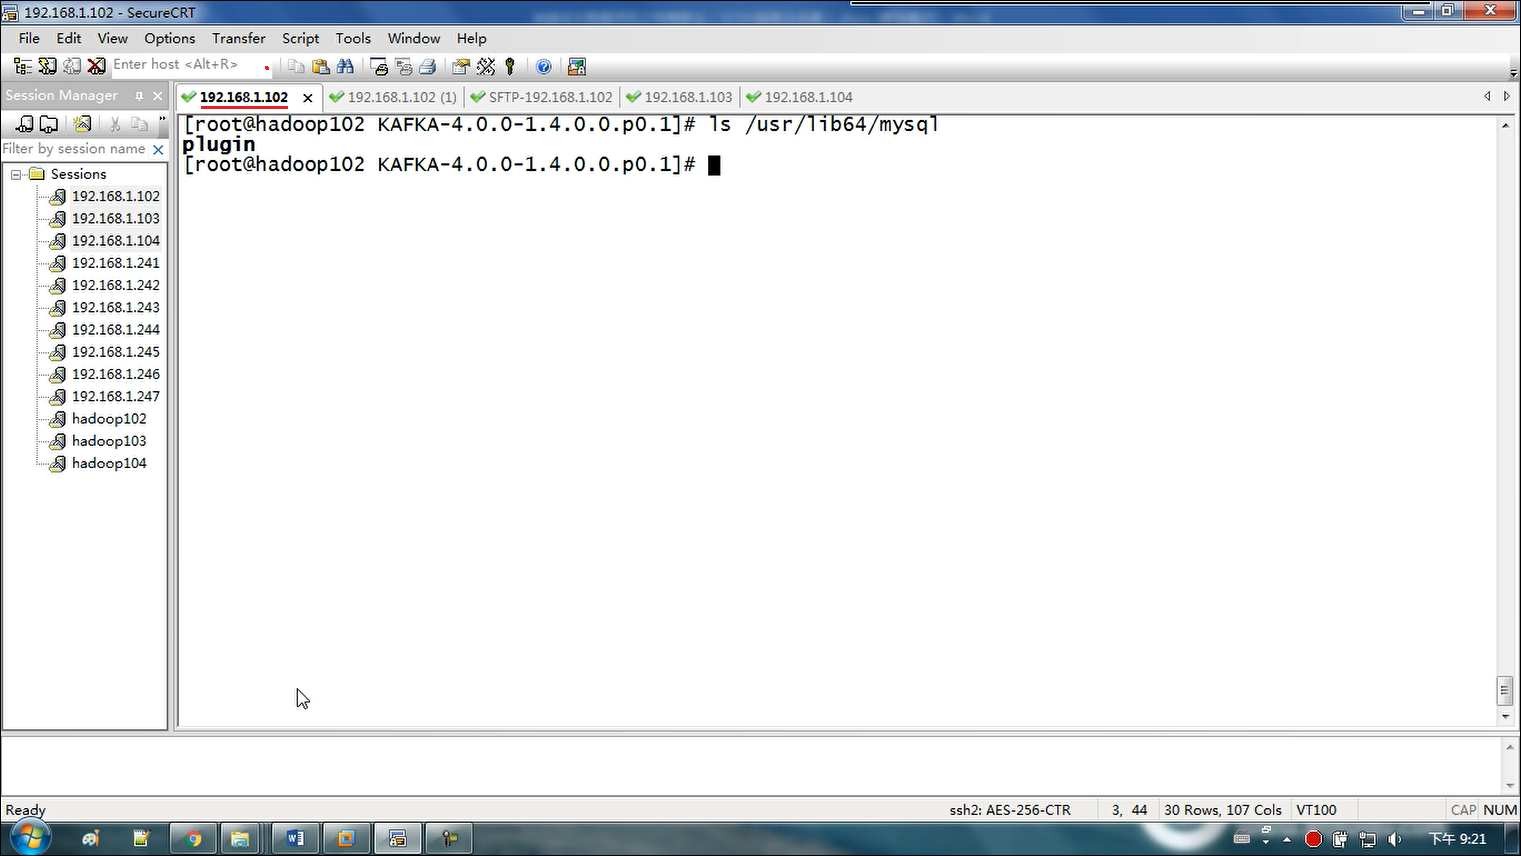 192.168.1.102 - SecureCRT
File Edit View Options Transfer Script Tools Window Help
Enter host <Alt+R>
Session Manager
192.168.1.102
192.168.1.102 (1)
SFTP-192.168.1.102
192.168.1.103
192.168.1.104
Filter by session name
Sessions
192.168.1.102
192.168.1.103
192.168.1.104
192.168.1.241
192.168.1.242
192.168.1.243
192.168.1.244
192.168.1.245
192.168.1.246
192.168.1.247
hadoop102
hadoop103
hadoop104
[root@hadoop102 KAFKA-4.0.0-1.4.0.0.p0.1]# ls /usr/lib64/mysql
plugin
[root@hadoop102 KAFKA-4.0.0-1.4.0.0.p0.1]#
Ready
ssh2: AES-256-CTR
3, 44
30 Rows, 107 Cols
VT100
CAP NUM
下午 9:21